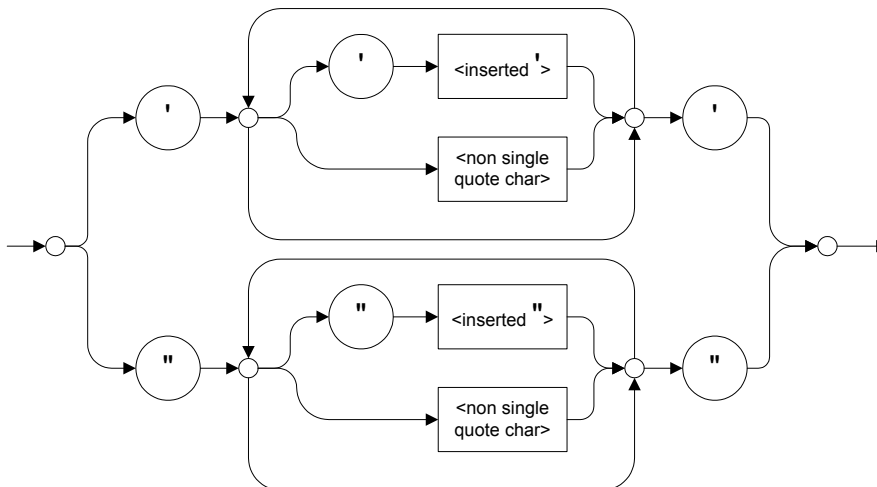 '
<inserted '>
'
'
<non single
quote char>
"
<inserted ">
"
"
<non single
quote char>